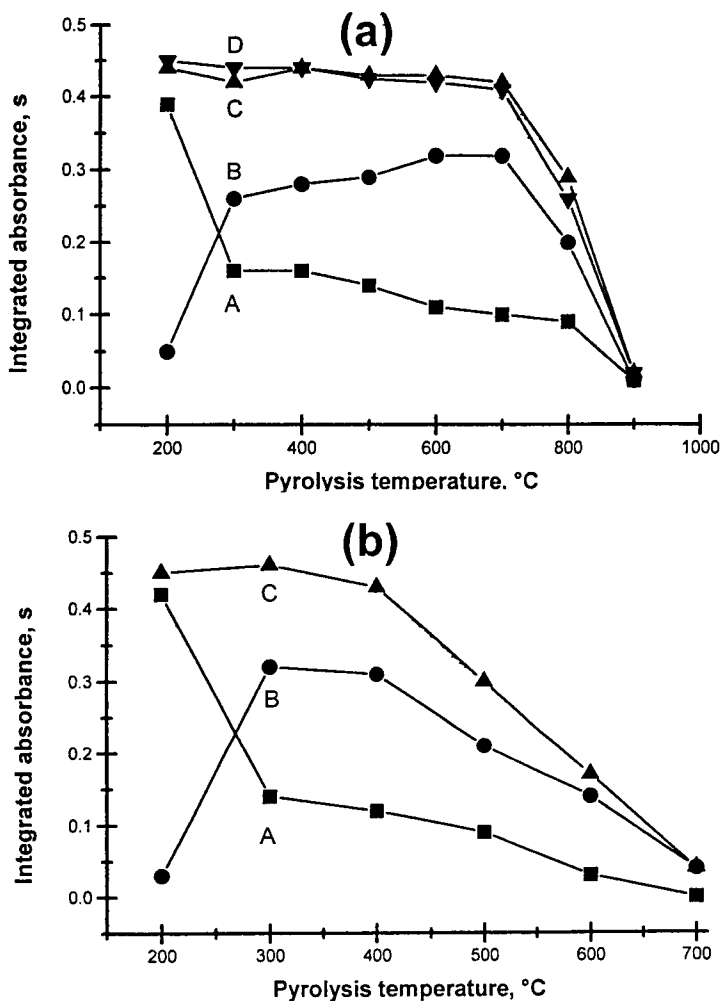 (a)
0.5
0.4
0.3
0.2
0.1
0.0
Integrated absorbance, s
D
C
B
A
200 400 600 800 1000
Pyrolysis temperature. °C
(b)
0.5
0.4
0.3
0.2
0.1
0.0
Integrated absorbance, s
C
B
A
200 300 400 500 600 700
Pyrolysis temperature, °C